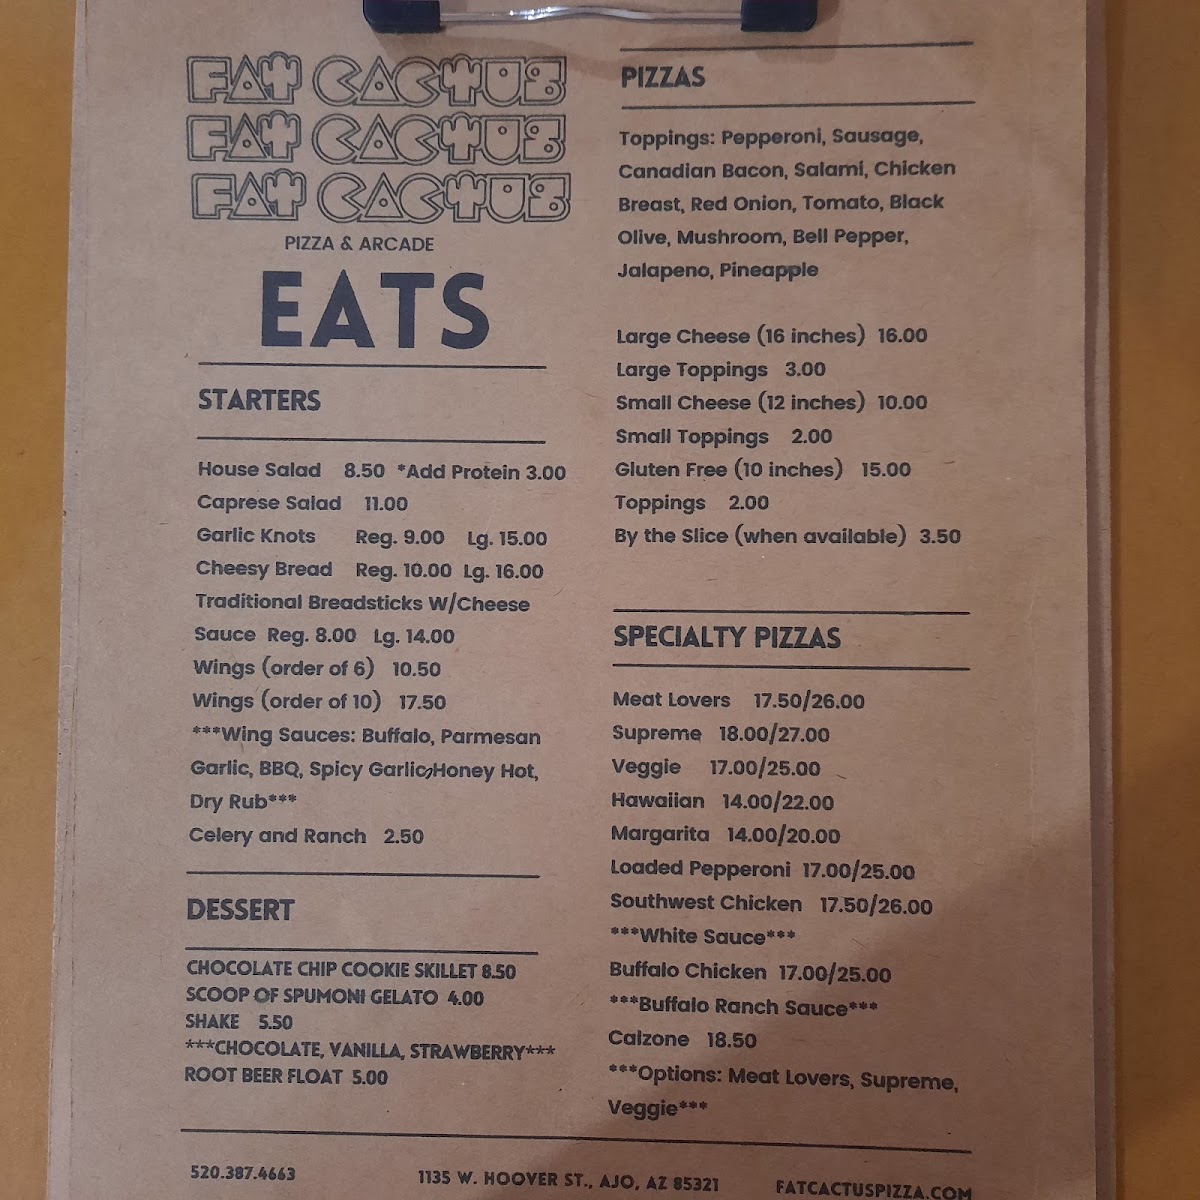 FAT CACTUS
FAT CACTUS
FAT CACTUS
PIZZA & ARCADE
EATS
STARTERS
House Salad 8.50 *Add Protein 3.00
Caprese Salad 11.00
Garlic Knots Reg. 9.00 Lg. 15.00
Cheesy Bread Reg. 10.00 Lg. 16.00
Traditional Breadsticks W/Cheese
Sauce Reg. 8.00 Lg. 14.00
Wings (order of 6) 10.50
Wings (order of 10) 17.50
***Wing Sauces: Buffalo, Parmesan
Garlic, BBQ, Spicy Garlic,Honey Hot,
Dry Rub***
Celery and Ranch 2.50
DESSERT
CHOCOLATE CHIP COOKIE SKILLET 8.50
SCOOP OF SPUMONI GELATO 4.00
SHAKE 5.50
***CHOCOLATE, VANILLA, STRAWBERRY***
ROOT BEER FLOAT 5.00
PIZZAS
Toppings: Pepperoni, Sausage,
Canadian Bacon, Salami, Chicken
Breast, Red Onion, Tomato, Black
Olive, Mushroom, Bell Pepper,
Jalapeno, Pineapple
Large Cheese (16 inches) 16.00
Large Toppings 3.00
Small Cheese (12 inches) 10.00
Small Toppings 2.00
Gluten Free (10 inches) 15.00
Toppings 2.00
By the Slice (when available) 3.50
SPECIALTY PIZZAS
Meat Lovers 17.50/26.00
Supreme 18.00/27.00
Veggie 17.00/25.00
Hawaiian 14.00/22.00
Margarita 14.00/20.00
Loaded Pepperoni 17.00/25.00
Southwest Chicken 17.50/26.00
***White Sauce***
Buffalo Chicken 17.00/25.00
***Buffalo Ranch Sauce***
Calzone 18.50
***Options: Meat Lovers, Supreme,
Veggie***
520.387.4663
1135 W. HOOVER ST., AJO, AZ 85321
FATCACTUSPIZZA.COM